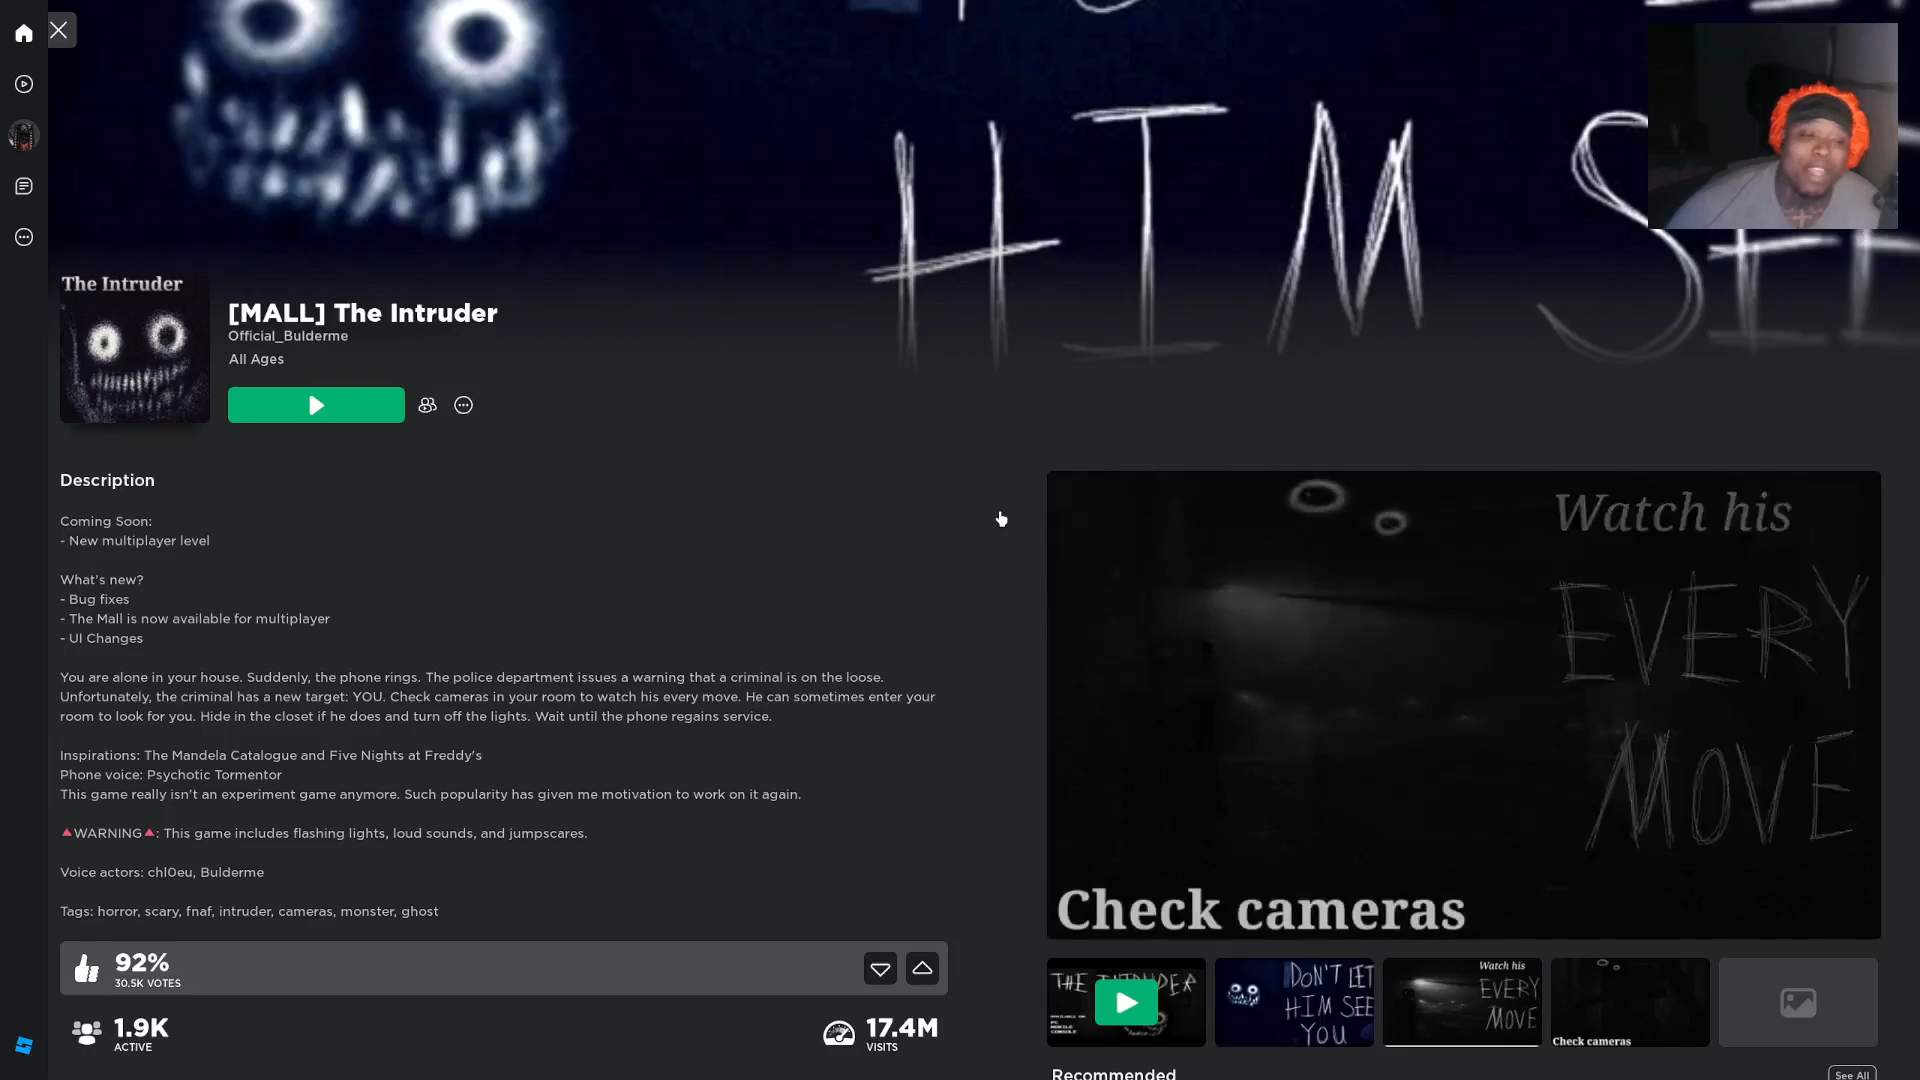 HIM SEE
The Intruder
[MALL] The Intruder
Official_Bulderme
All Ages
Description
Coming Soon:
- New multiplayer level
What's new?
- Bug fixes
- The Mall is now available for multiplayer
- UI Changes
You are alone in your house. Suddenly, the phone rings. The police department issues a warning that a criminal is on the loose.
Unfortunately, the criminal has a new target: YOU. Check cameras in your room to watch his every move. He can sometimes enter your
room to look for you. Hide in the closet if he does and turn off the lights. Wait until the phone regains service.
Inspirations: The Mandela Catalogue and Five Nights at Freddy's
Phone voice: Psychotic Tormentor
This game really isn't an experiment game anymore. Such popularity has given me motivation to work on it again.
🔺WARNING🔺: This game includes flashing lights, loud sounds, and jumpscares.
Voice actors: chl0eu, Bulderme
Tags: horror, scary, fnaf, intruder, cameras, monster, ghost
92%
30.5K VOTES
1.9K
ACTIVE
17.4M
VISITS
Watch his
EVERY
MOVE
Check cameras
THE INTRUDER
DON'T LET
HIM SEE
YOU
Watch his
EVERY
MOVE
Check cameras
Recommended
See All